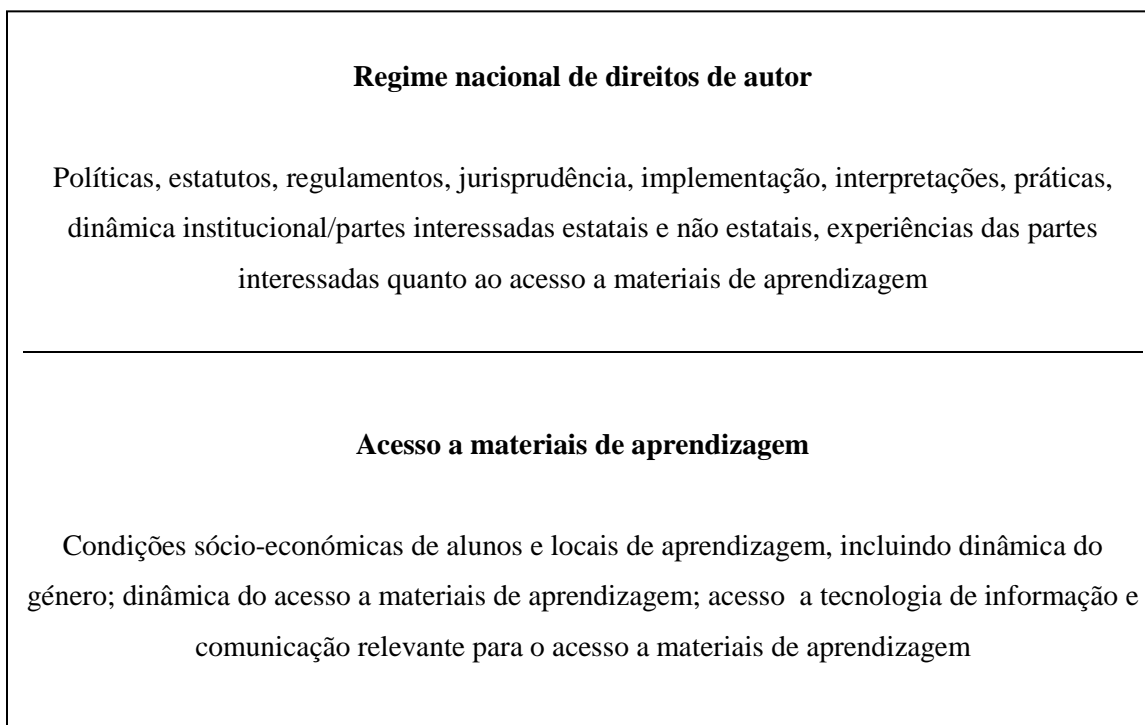 Regime nacional de direitos de autor
Políticas, estatutos, regulamentos, jurisprudência, implementação, interpretações, práticas,
dinâmica institucional/partes interessadas estatais e não estatais, experiências das partes
interessadas quanto ao acesso a materiais de aprendizagem
Acesso a materiais de aprendizagem
Condições sócio-económicas de alunos e locais de aprendizagem, incluindo dinâmica do
género; dinâmica do acesso a materiais de aprendizagem; acesso a tecnologia de informação e
comunicação relevante para o acesso a materiais de aprendizagem